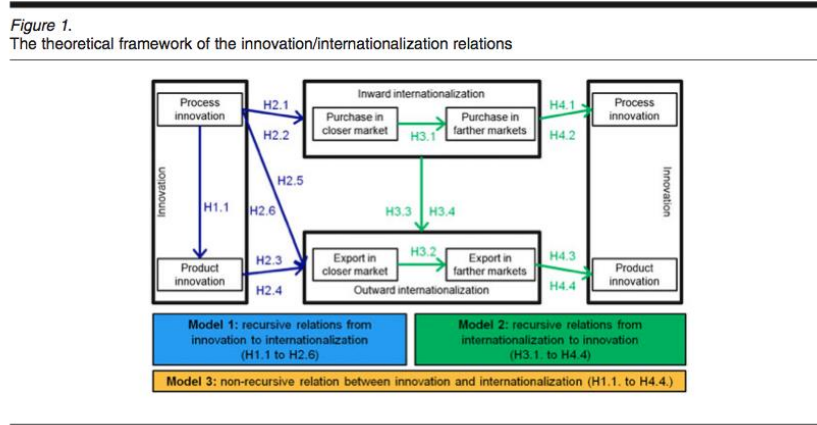 Figure 1.
The theoretical framework of the innovation/internationalization relations
Process
innovation
Innovation
H1.1
Product
innovation
H2.1
H2.2
H2.5
H2.6
H2.3
H2.4
Inward internationalization
Purchase in
closer market
H3.1
Purchase in
farther markets
H3.3
H3.4
Export in
closer market
H3.2
Export in
farther markets
Outward internationalization
H4.1
H4.2
H4.3
H4.4
Process
innovation
Innovation
Product
innovation
Model 1: recursive relations from
innovation to internationalization
(H1.1 to H2.6)
Model 2: recursive relations from
internationalization to innovation
(H3.1. to H4.4)
Model 3: non-recursive relation between innovation and internationalization (H1.1. to H4.4.)